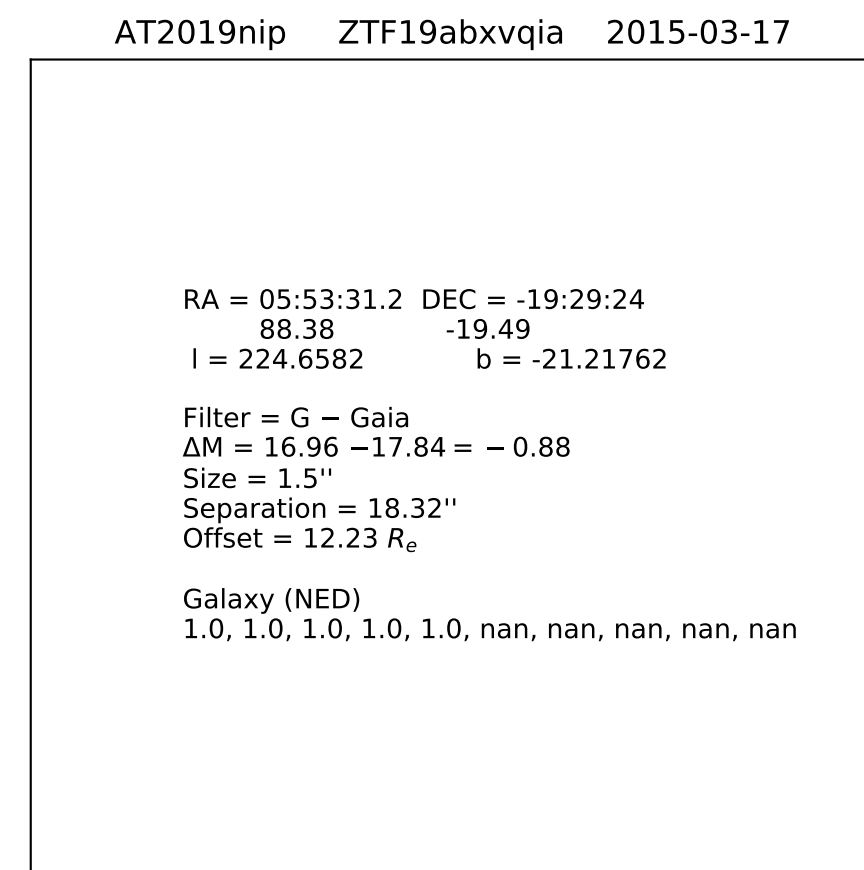 AT2019nip ZTF19abxvqia 2015-03-17
RA = 05:53:31.2 DEC = -19:29:24
88.38 -19.49
l = 224.6582 b = -21.21762
Filter = G − Gaia
ΔM = 16.96 −17.84 = − 0.88
Size = 1.5''
Separation = 18.32''
Offset = 12.23 Rₑ
Galaxy (NED)
1.0, 1.0, 1.0, 1.0, 1.0, nan, nan, nan, nan, nan